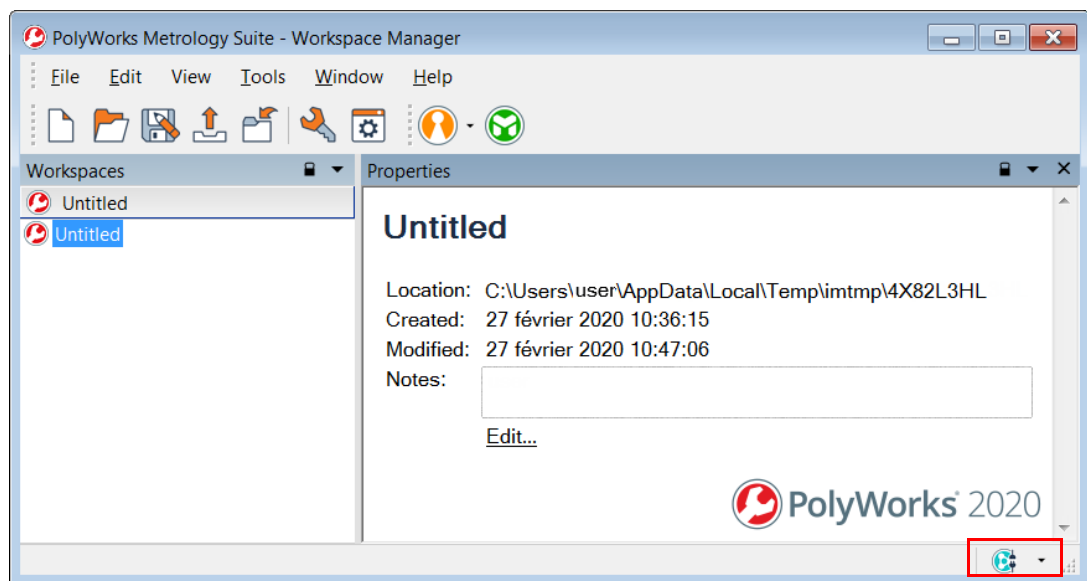 PolyWorks Metrology Suite - Workspace Manager
File Edit View Tools Window Help
Workspaces
Properties
Untitled
Untitled
Untitled
Location: C:\Users\user\AppData\Local\Temp\imtmp\4X82L3HL
Created: 27 février 2020 10:36:15
Modified: 27 février 2020 10:47:06
Notes:
Edit...
PolyWorks® 2020